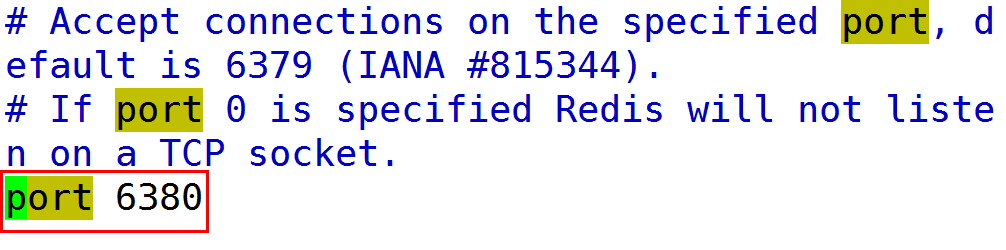 # Accept connections on the specified port, d
efault is 6379 (IANA #815344).
# If port 0 is specified Redis will not liste
n on a TCP socket.
port 6380